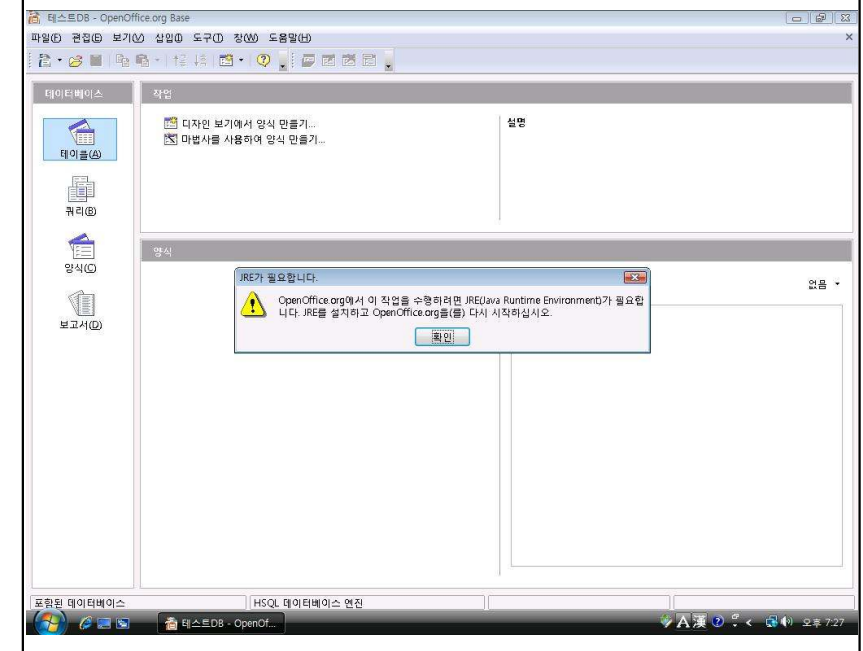 테스트DB - OpenOffice.org Base
파일(F) 편집(E) 보기(V) 삽입(I) 도구(T) 창(W) 도움말(H)
데이터베이스
작업
디자인 보기에서 양식 만들기...
마법사를 사용하여 양식 만들기...
설명
테이블(A)
쿼리(B)
양식(C)
보고서(D)
양식
없음
JRE가 필요합니다.
OpenOffice.org에서 이 작업을 수행하려면 JRE(Java Runtime Environment)가 필요합
니다. JRE를 설치하고 OpenOffice.org을(를) 다시 시작하십시오.
확인
포함된 데이터베이스
HSQL 데이터베이스 엔진
테스트DB - OpenOf...
A 漢
오후 7:27